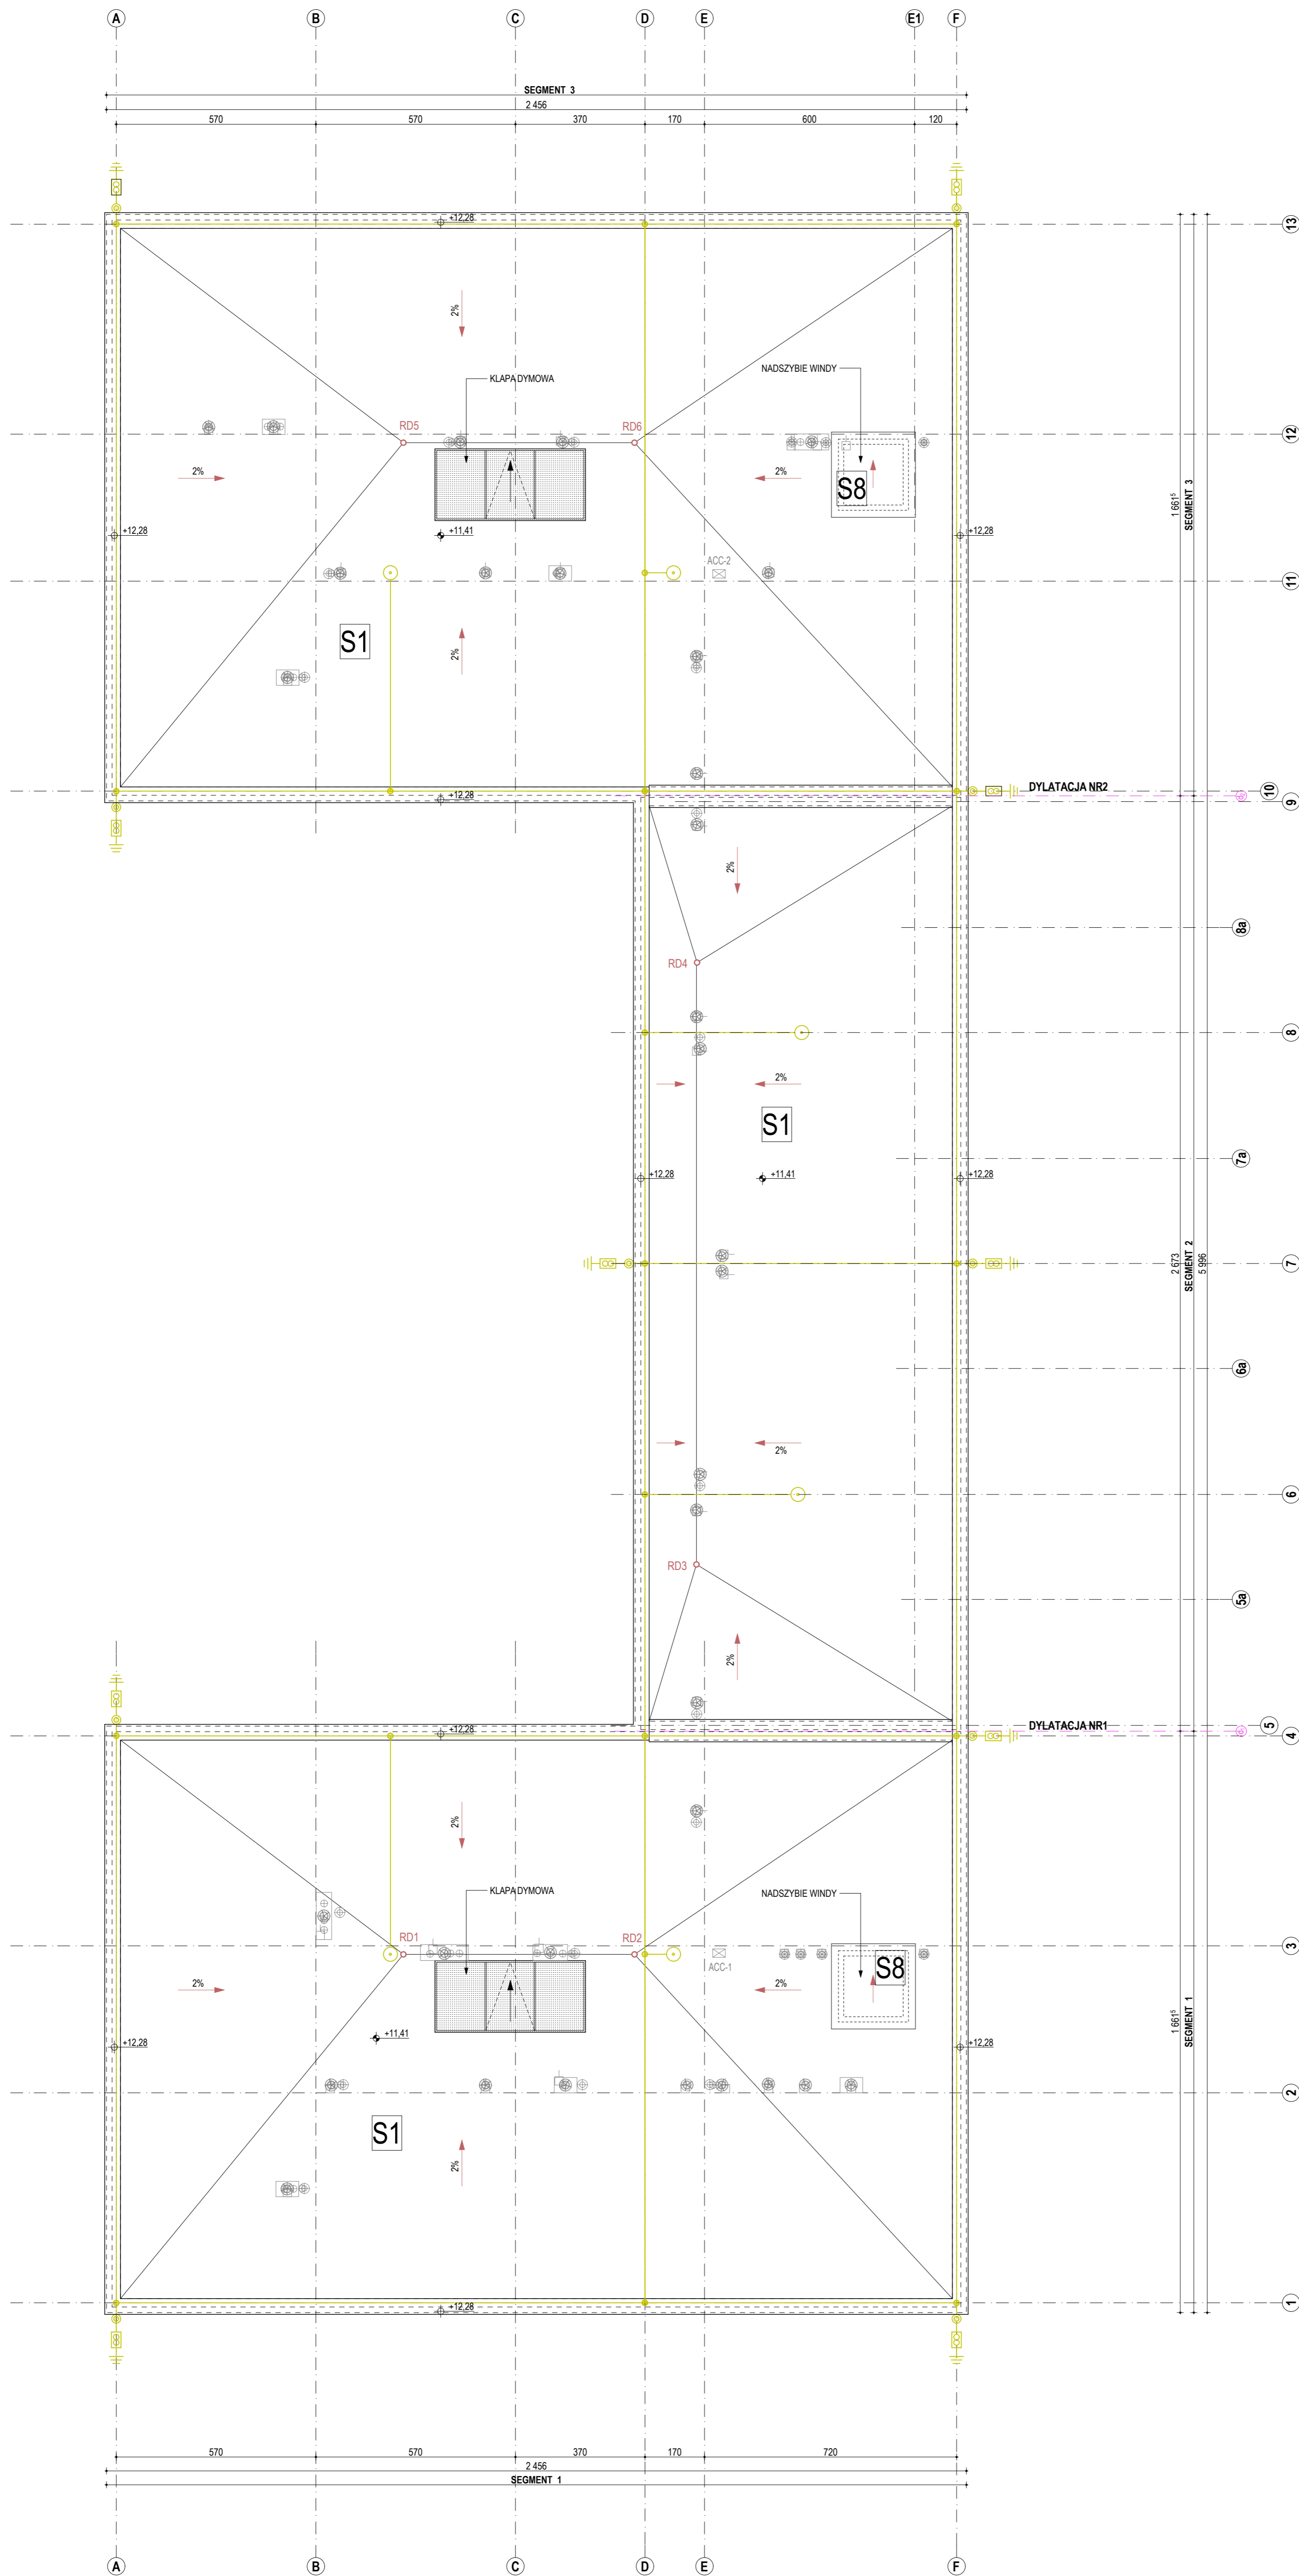 A B C D E E1 F
SEGMENT 3
2 456
570 570 370 170 600 120
+12,28
13
2%
KLAPA DYMOWA
NADSZYBIE WINDY
RD5
RD6
12
2%
2%
S8
1 661⁵
SEGMENT 3
+12,28
+11,41
+12,28
ACC-2
11
S1
2%
+12,28
DYLATACJA NR2
10
9
2%
8a
RD4
8
2%
S1
7a
+12,28
+11,41
+12,28
2 673
SEGMENT 2
5 996
7
6a
2%
6
RD3
5a
2%
DYLATACJA NR1
5
+12,28
4
2%
KLAPA DYMOWA
NADSZYBIE WINDY
RD1
RD2
3
ACC-1
S8
2%
2%
1 661⁵
SEGMENT 1
+11,41
+12,28
+12,28
2
S1
2%
+12,28
1
570 570 370 170 720
2 456
SEGMENT 1
A B C D E F